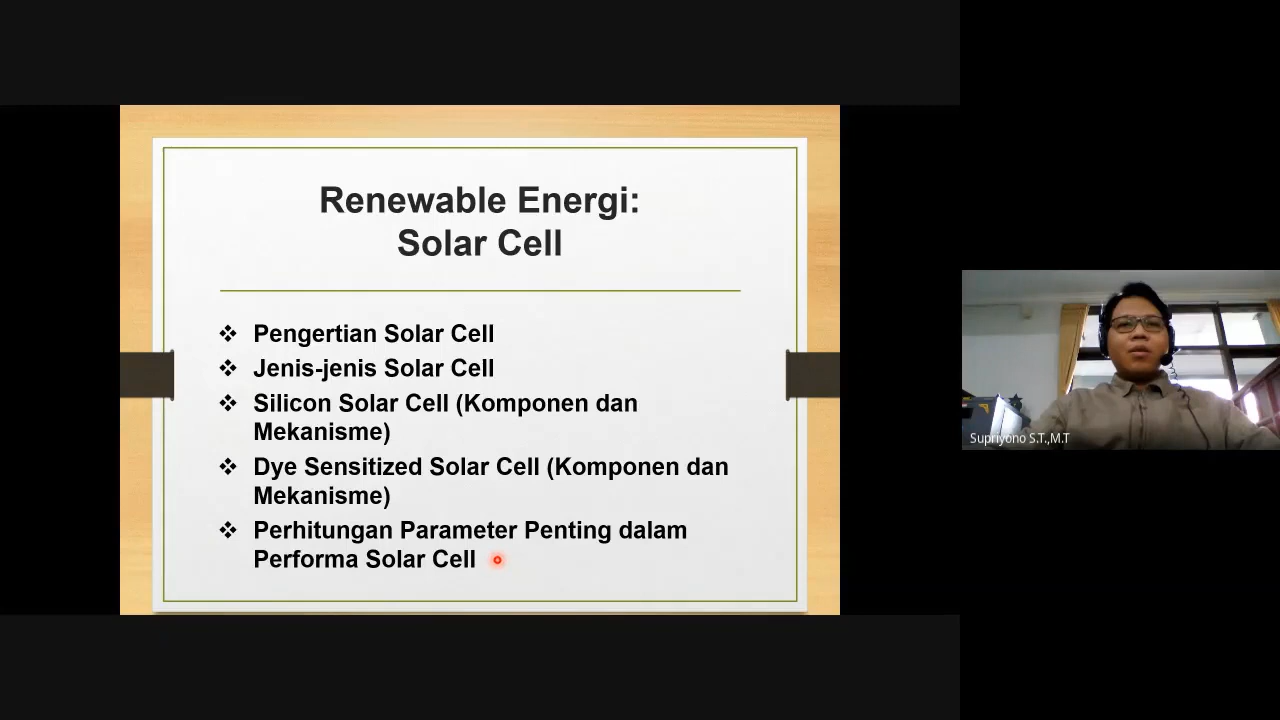 Renewable Energi:
Solar Cell
❖ Pengertian Solar Cell
❖ Jenis-jenis Solar Cell
❖ Silicon Solar Cell (Komponen dan
Mekanisme)
❖ Dye Sensitized Solar Cell (Komponen dan
Mekanisme)
❖ Perhitungan Parameter Penting dalam
Performa Solar Cell
Supriyono S.T.,M.T